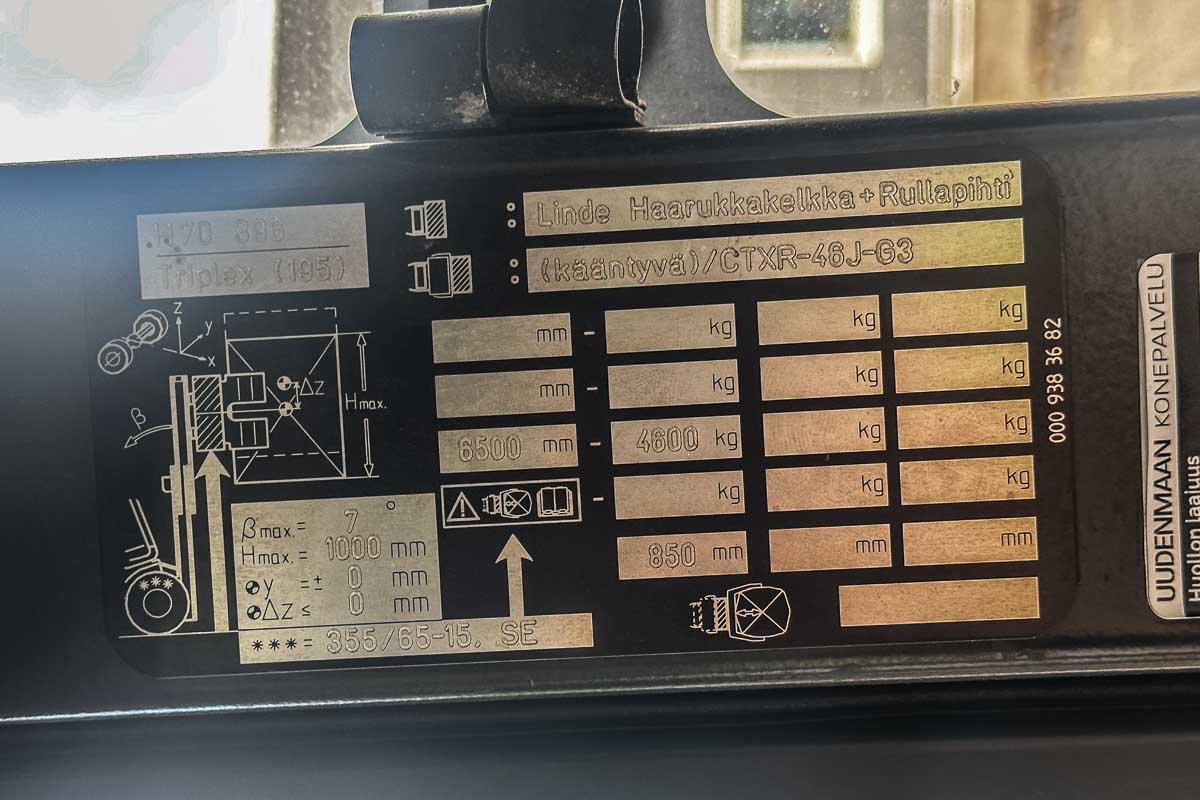 H70 396
Triplex (195)
: Linde Haarukkakelkka+Rullapihti
: (kääntyvä)/CTXR-46J-G3
z
y
x
ΔZ
Hmax.
β
mm - kg kg kg
mm - kg kg kg
6500 mm - 4600 kg kg kg
- kg kg kg
850 mm mm mm
βmax. = 7°
Hmax. = 1000 mm
y = ± 0 mm
ΔZ ≤ 0 mm
*** = 355/65-15, SE
000 938 36 82
UUDENMAAN KONEPALVELU
Huollon laajuus